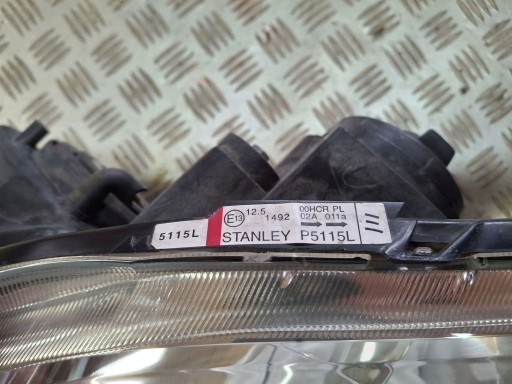 5115L
E13 12.5 1492
00HCR PL
02A 011a
STANLEY P5115L